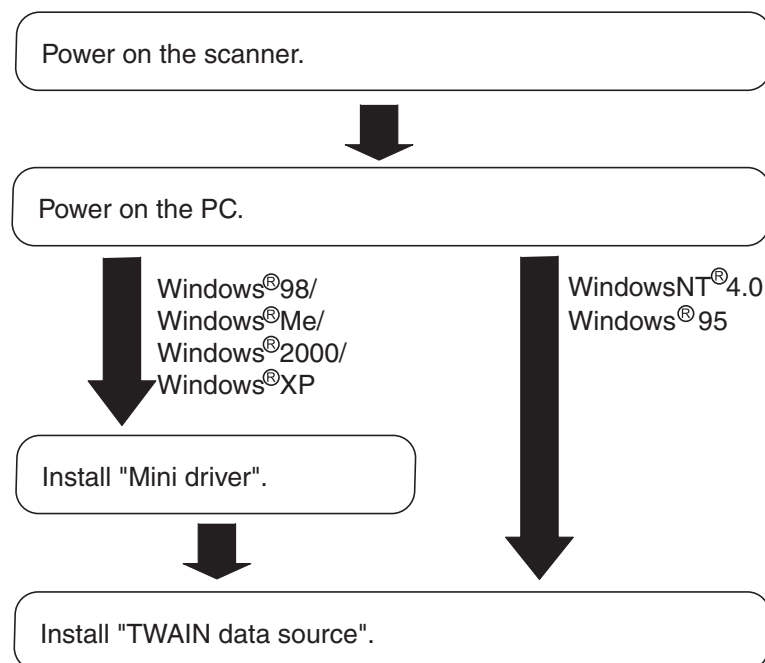 Power on the scanner.
Power on the PC.
Windows®98/
Windows®Me/
Windows®2000/
Windows®XP
WindowsNT®4.0
Windows®95
Install "Mini driver".
Install "TWAIN data source".